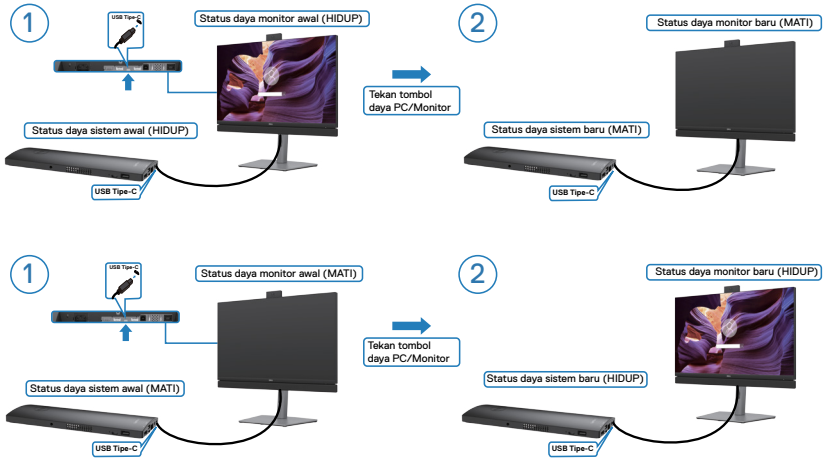 1
USB Tipe-C
Status daya monitor awal (HIDUP)
Status daya sistem awal (HIDUP)
USB Tipe-C
Tekan tombol
daya PC/Monitor
2
Status daya monitor baru (MATI)
Status daya sistem baru (MATI)
USB Tipe-C
1
USB Tipe-C
Status daya monitor awal (MATI)
Status daya sistem awal (MATI)
USB Tipe-C
Tekan tombol
daya PC/Monitor
2
Status daya monitor baru (HIDUP)
Status daya sistem baru (HIDUP)
USB Tipe-C